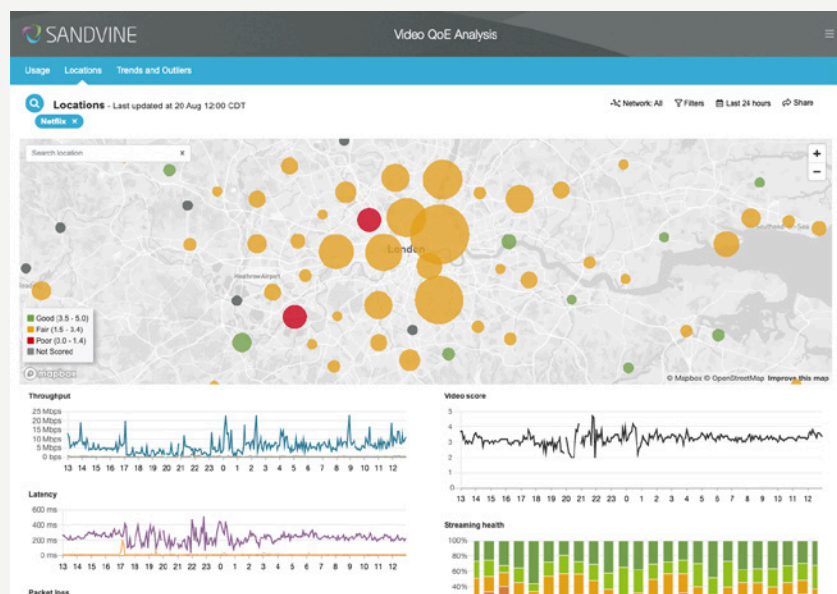 SANDVINE
Video QoE Analysis
Usage Locations Trends and Outliers
Locations - Last updated at 20 Aug 12:00 CDT
Network: All Filters Last 24 hours Share
Netflix ×
Search location ×
+
−
London
Heathrow Airport
Southend-on-Sea
Good (3.5 - 5.0)
Fair (1.5 - 3.4)
Poor (0.0 - 1.4)
Not Scored
mapbox
© Mapbox © OpenStreetMap Improve this map
Throughput
25 Mbps
20 Mbps
15 Mbps
10 Mbps
5 Mbps
0 bps
13 14 15 16 17 18 19 20 21 22 23 0 1 2 3 4 5 6 7 8 9 10 11 12
Video score
5
4
3
2
1
0
13 14 15 16 17 18 19 20 21 22 23 0 1 2 3 4 5 6 7 8 9 10 11 12
Latency
600 ms
400 ms
200 ms
0 ms
13 14 15 16 17 18 19 20 21 22 23 0 1 2 3 4 5 6 7 8 9 10 11 12
Streaming health
100%
80%
60%
40%
Packet loss